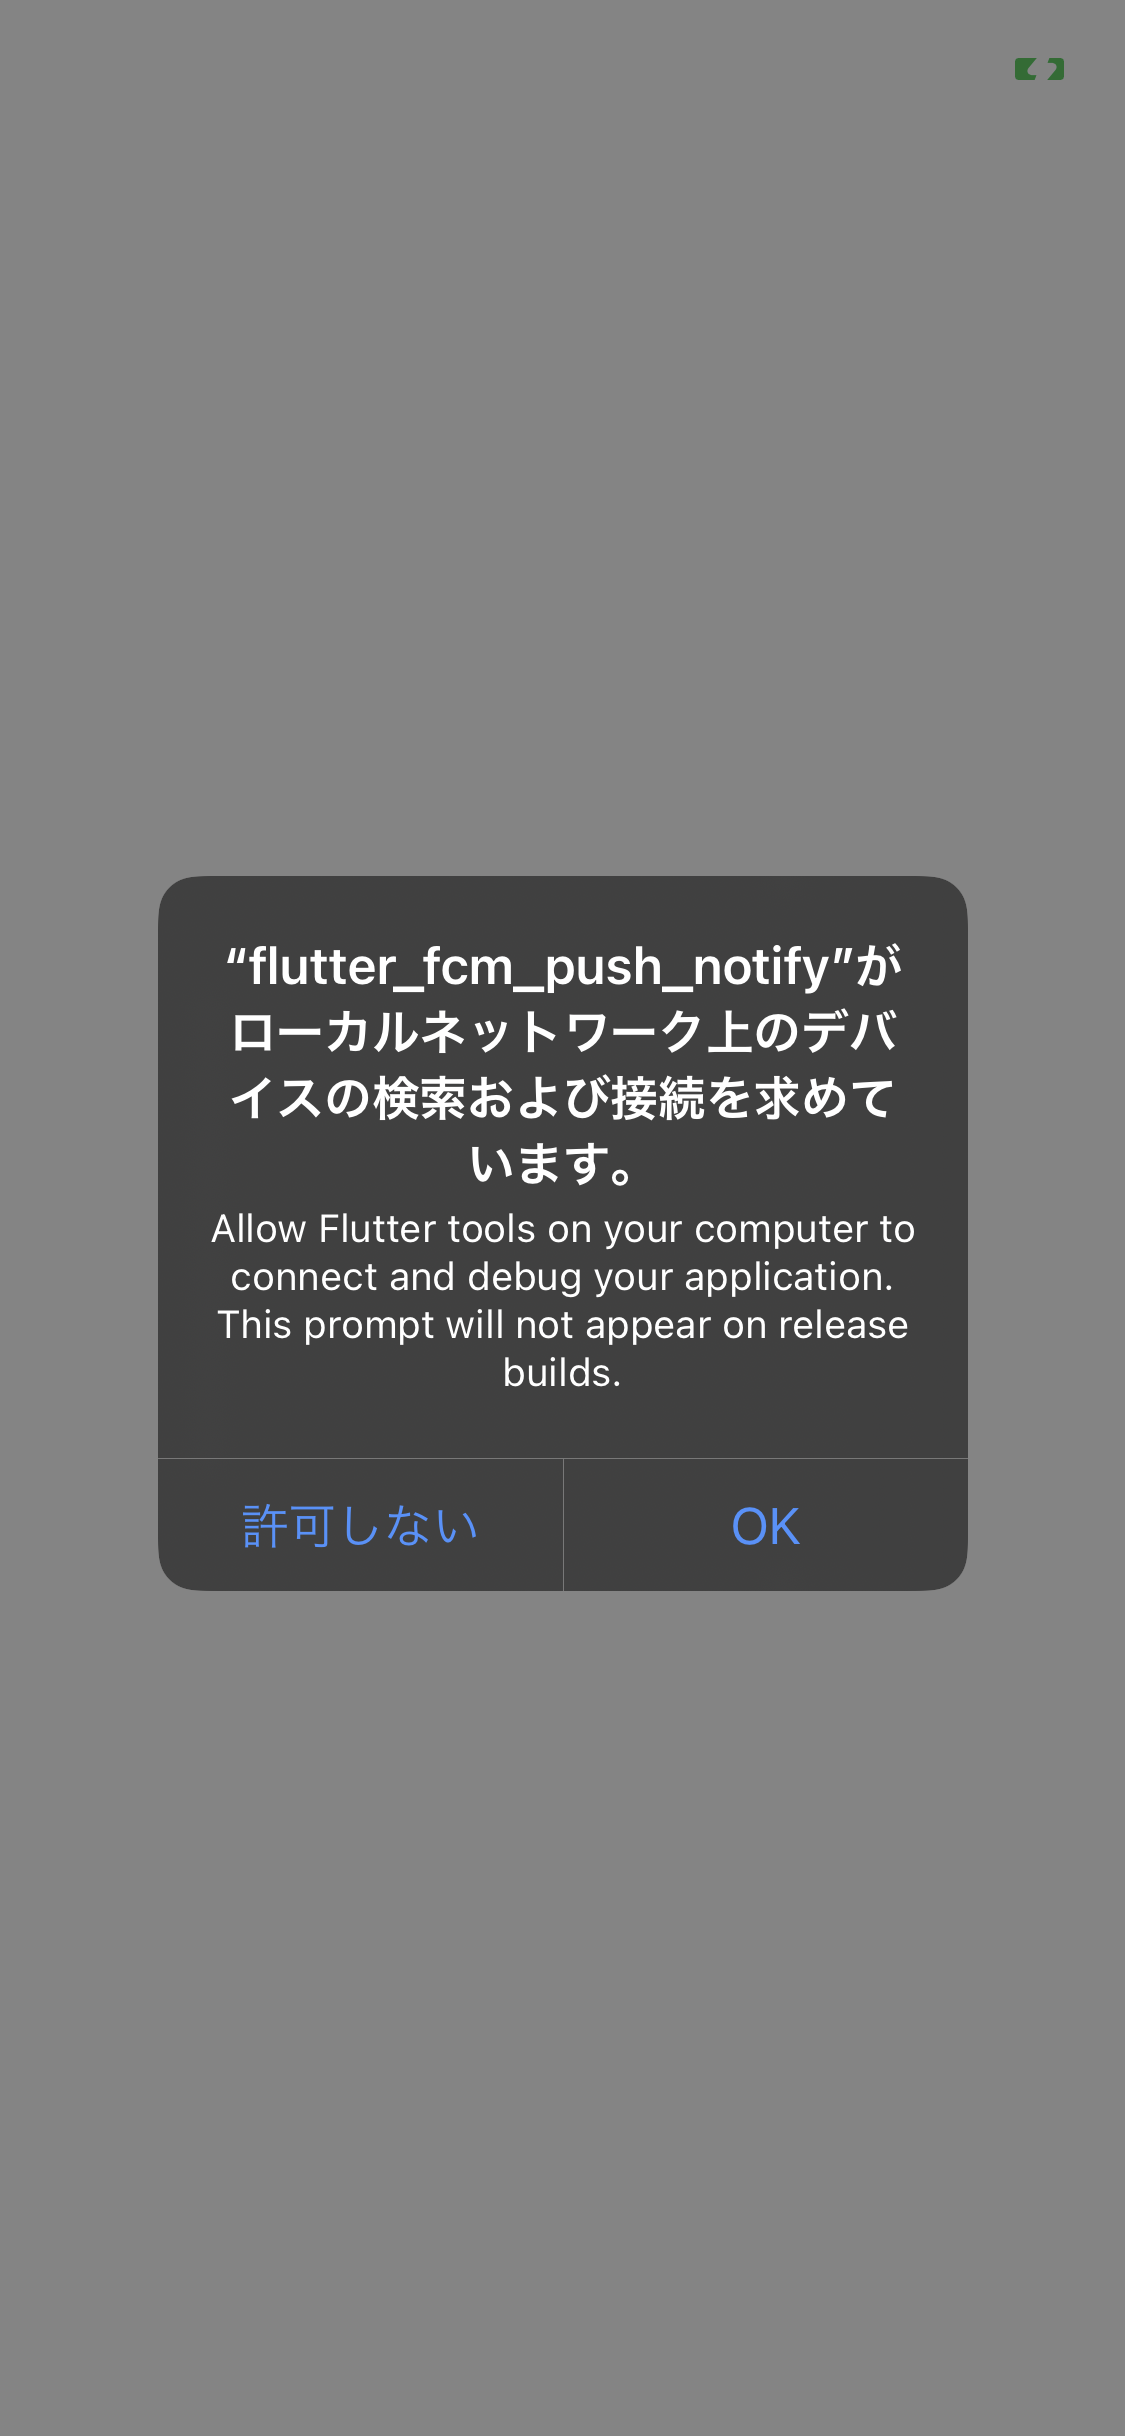 “flutter_fcm_push_notify”が
ローカルネットワーク上のデバ
イスの検索および接続を求めて
います。
Allow Flutter tools on your computer to
connect and debug your application.
This prompt will not appear on release
builds.
許可しない
OK